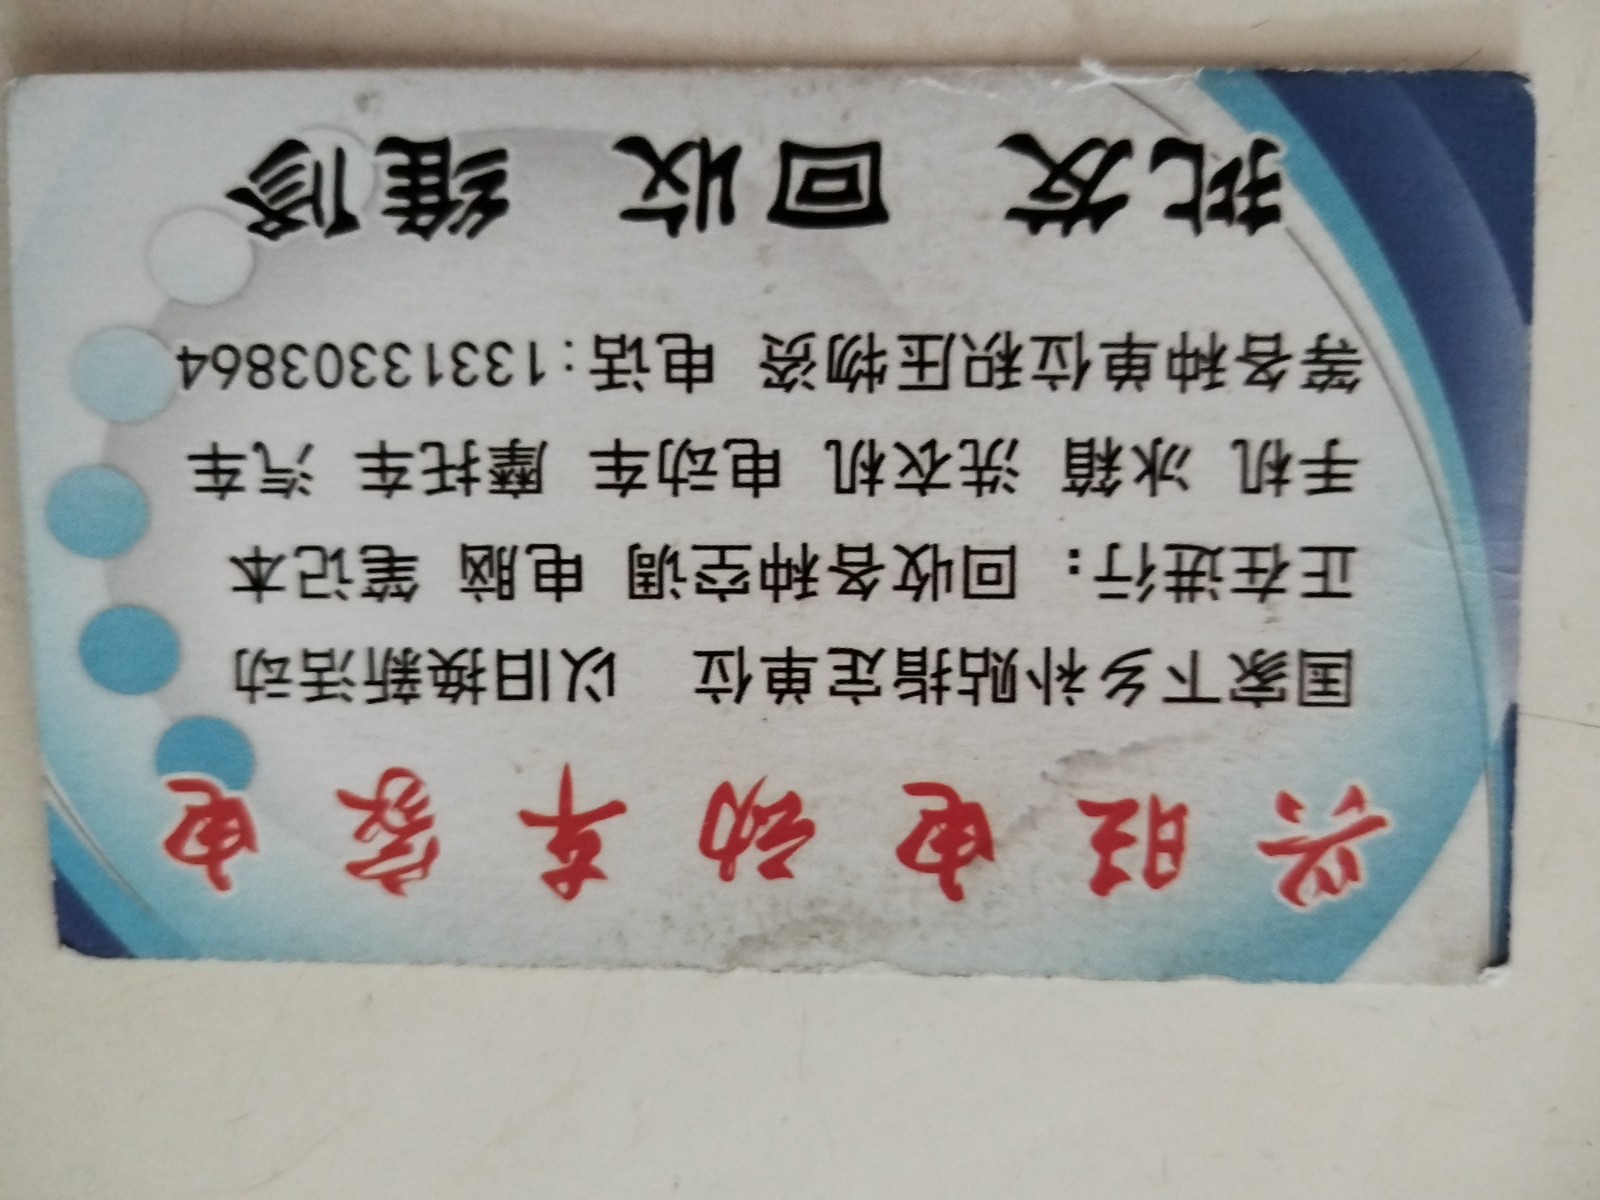 兴旺电动车家电
国家下乡补贴指定单位 以旧换新活动
正在进行：回收各种空调 电脑 笔记本
手机 冰箱 洗衣机 电动车 摩托车 汽车
等各种单位积压物资 电话:13313303864
批发 回收 维修